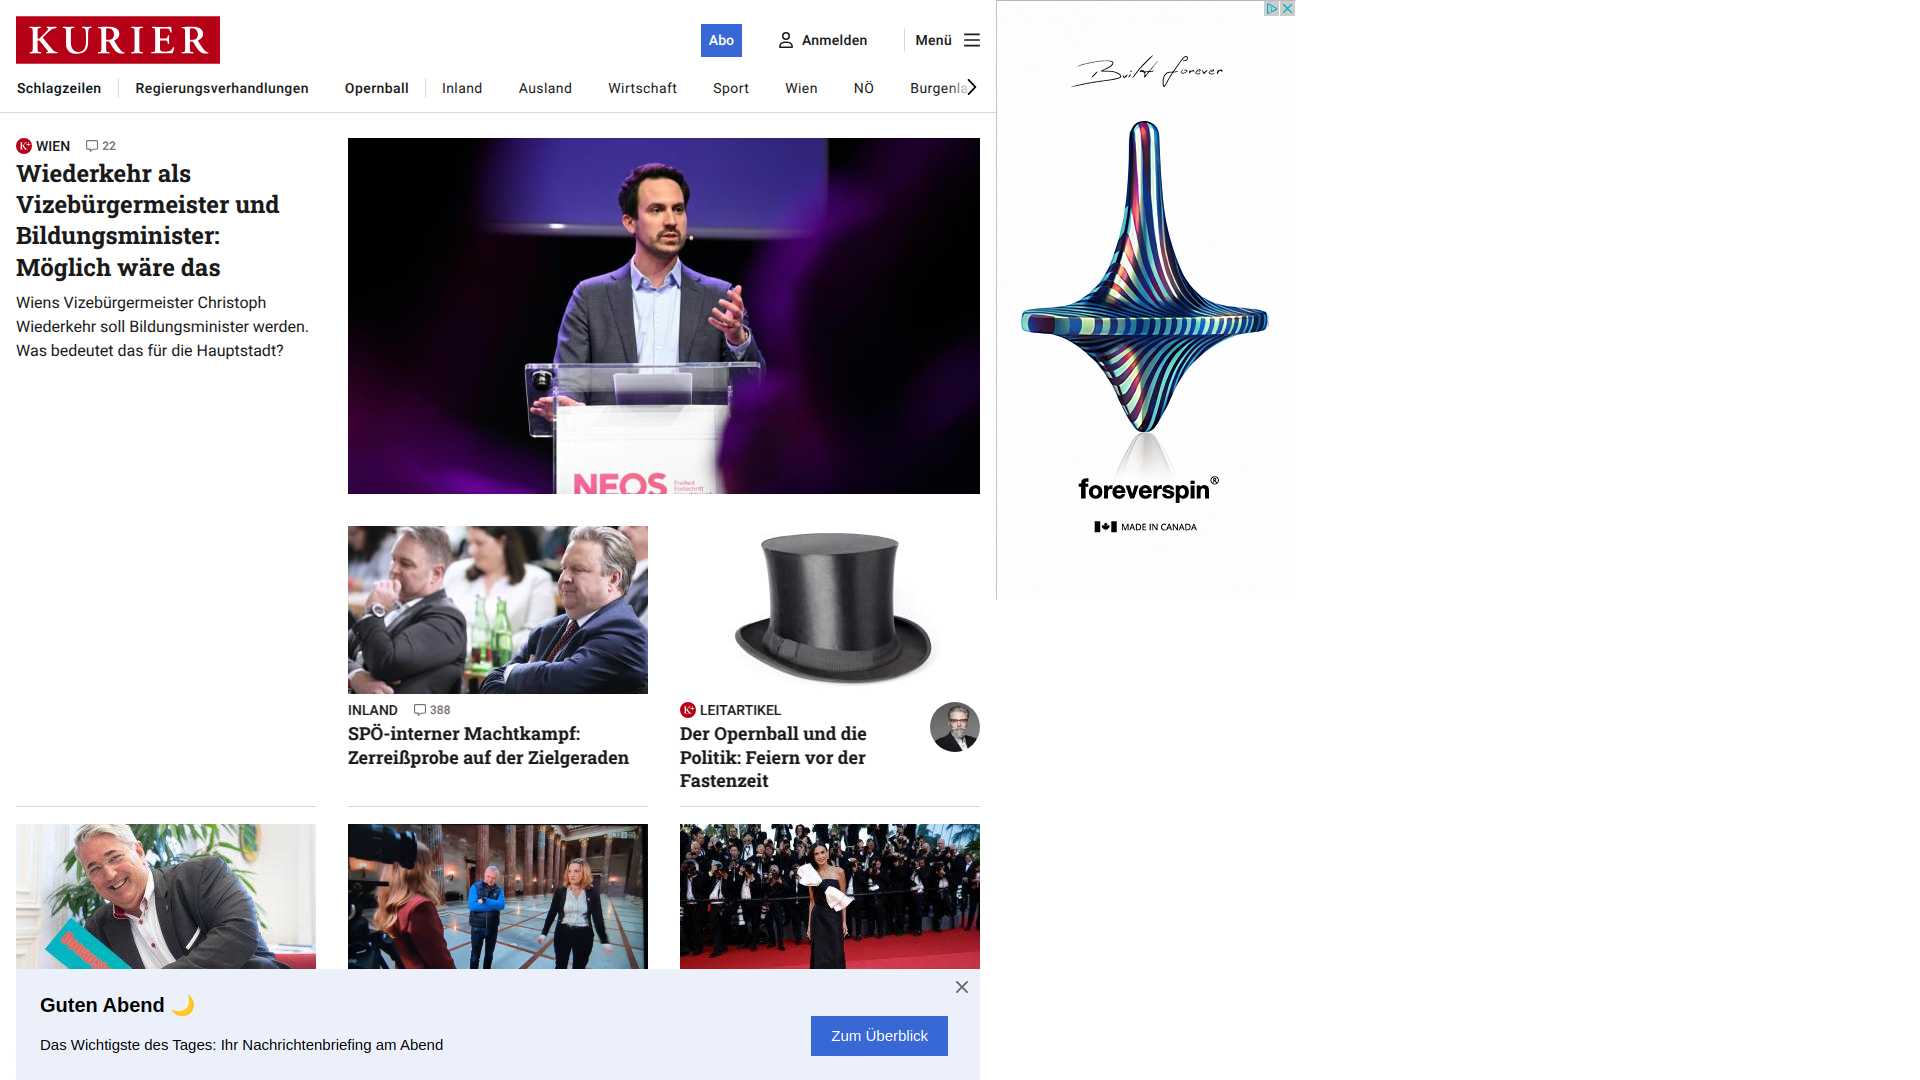 KURIER
Abo
Anmelden
Menü
Schlagzeilen
Regierungsverhandlungen
Opernball
Inland
Ausland
Wirtschaft
Sport
Wien
NÖ
K+ WIEN 22
Wiederkehr als
Vizebürgermeister und
Bildungsminister:
Möglich wäre das
Wiens Vizebürgermeister Christoph
Wiederkehr soll Bildungsminister werden.
Was bedeutet das für die Hauptstadt?
NEOS
INLAND 388
SPÖ-interner Machtkampf:
Zerreißprobe auf der Zielgeraden
K+ LEITARTIKEL
Der Opernball und die
Politik: Feiern vor der
Fastenzeit
Guten Abend 🌙
Das Wichtigste des Tages: Ihr Nachrichtenbriefing am Abend
Zum Überblick
Built forever
foreverspin®
MADE IN CANADA